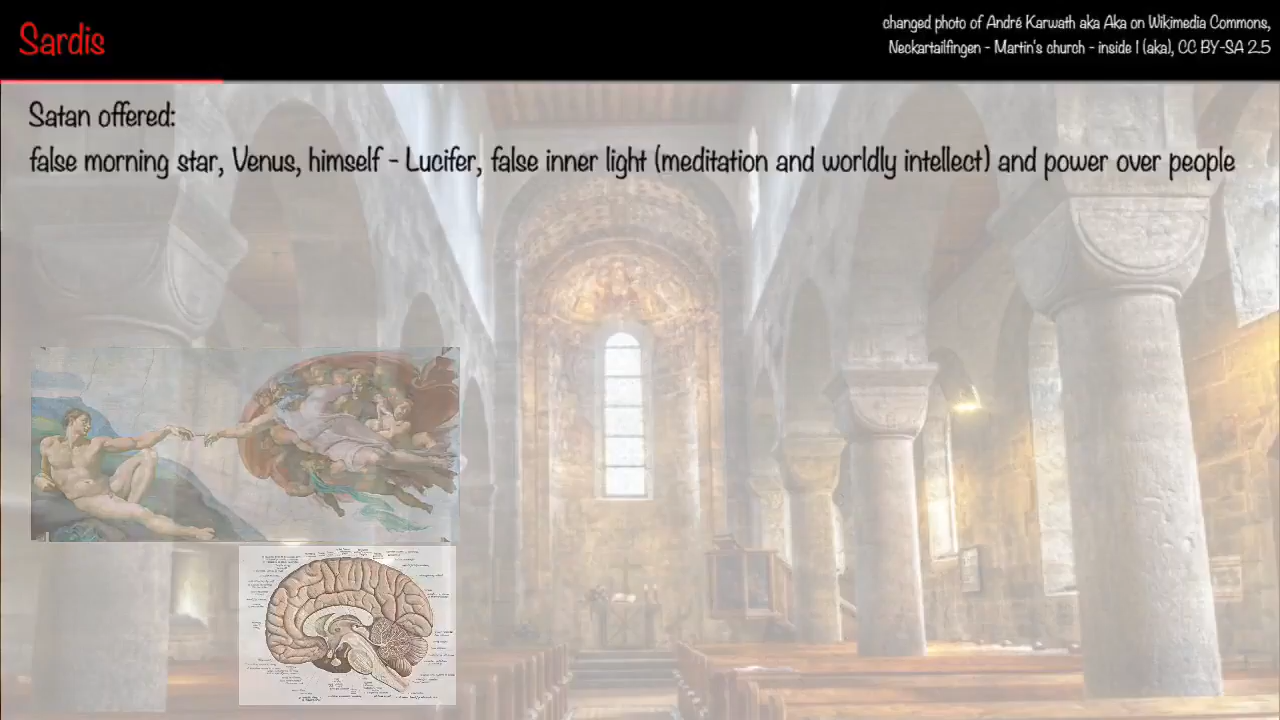 Sardis
changed photo of André Karwath aka Aka on Wikimedia Commons,
Neckartailfingen - Martin's church - inside 1 (aka), CC BY-SA 2.5
Satan offered:
false morning star, Venus, himself - Lucifer, false inner light (meditation and worldly intellect) and power over people